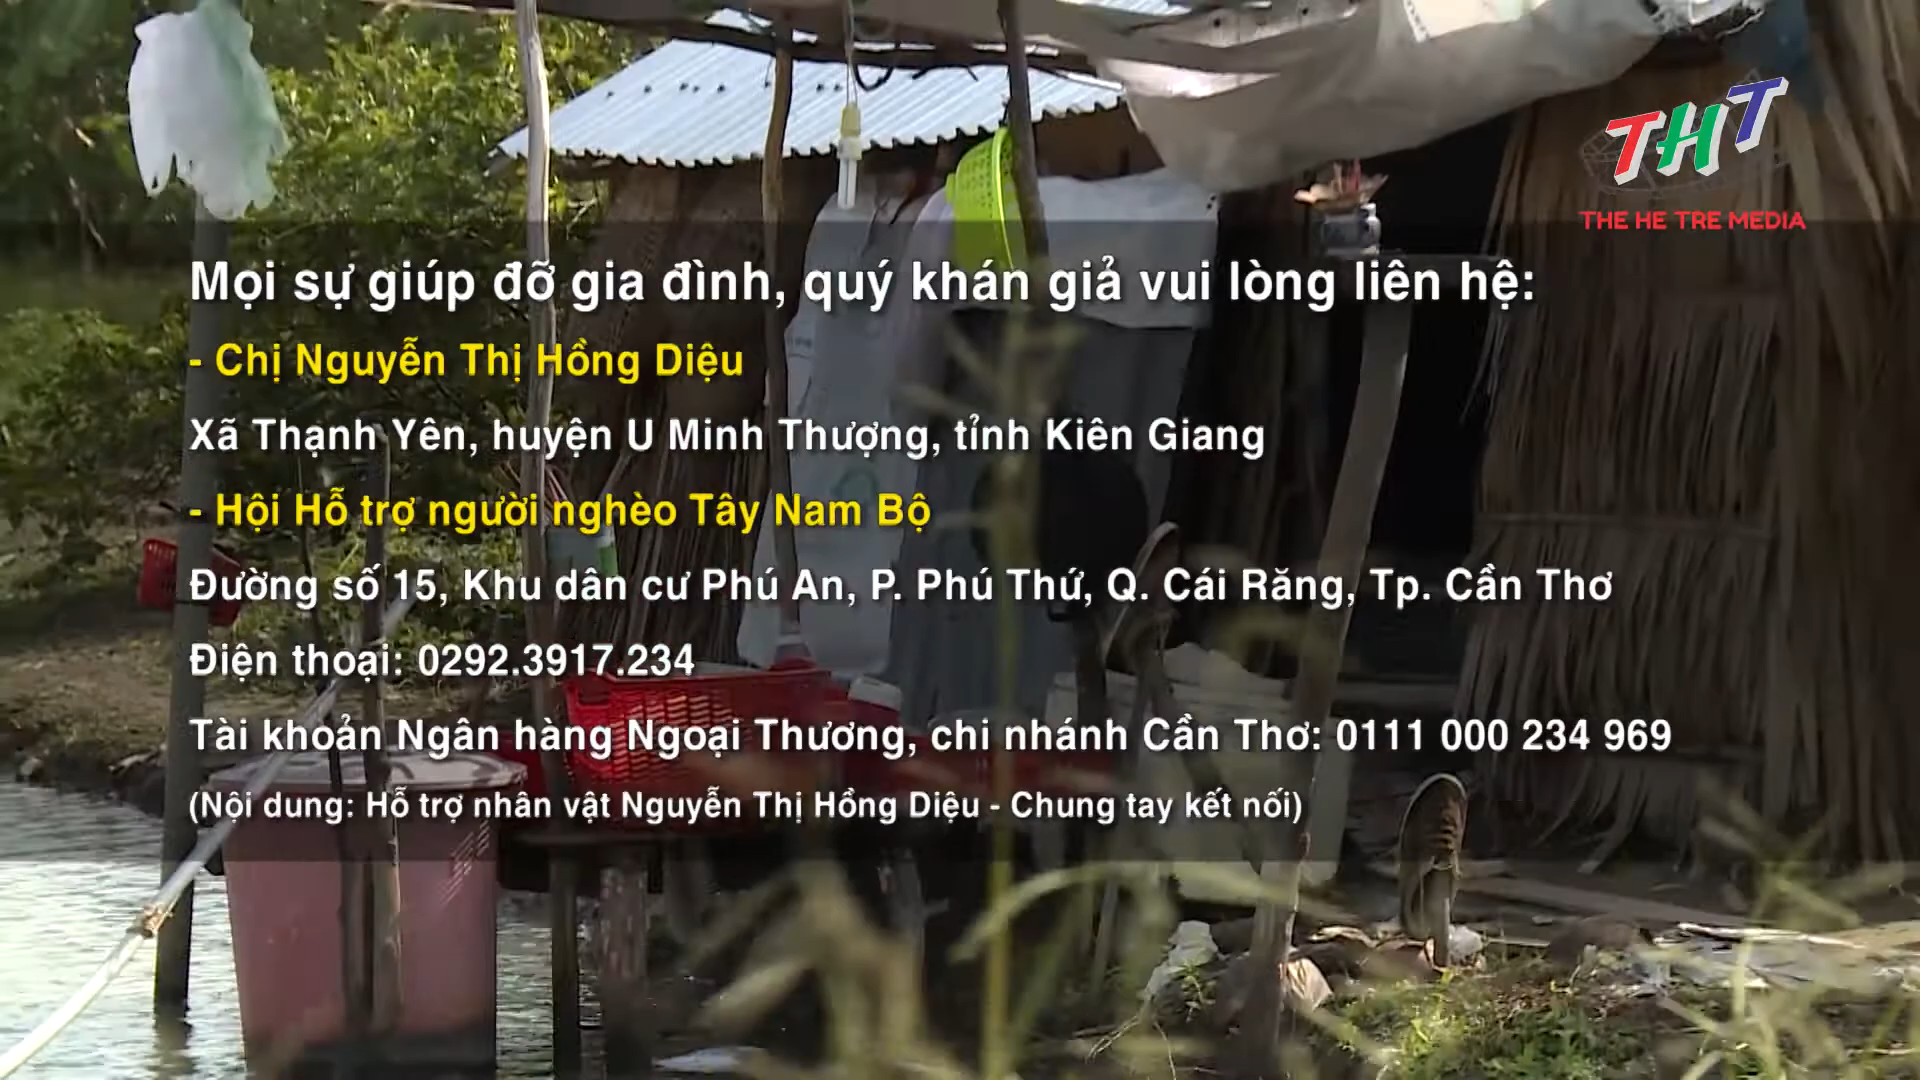 THT
THE HE TRE MEDIA
Mọi sự giúp đỡ gia đình, quý khán giả vui lòng liên hệ:
- Chị Nguyễn Thị Hồng Diệu
Xã Thạnh Yên, huyện U Minh Thượng, tỉnh Kiên Giang
- Hội Hỗ trợ người nghèo Tây Nam Bộ
Đường số 15, Khu dân cư Phú An, P. Phú Thứ, Q. Cái Răng, Tp. Cần Thơ
Điện thoại: 0292.3917.234
Tài khoản Ngân hàng Ngoại Thương, chi nhánh Cần Thơ: 0111 000 234 969
(Nội dung: Hỗ trợ nhân vật Nguyễn Thị Hồng Diệu - Chung tay kết nối)